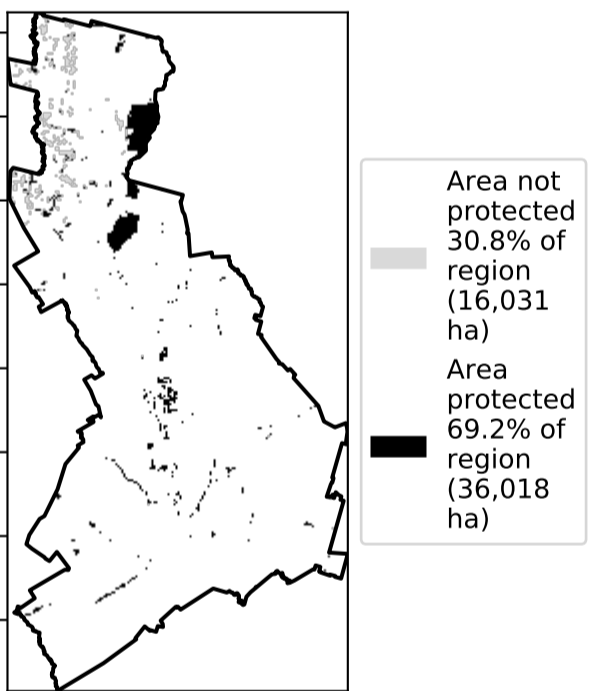 Area not
protected
30.8% of
region
(16,031
ha)
Area
protected
69.2% of
region
(36,018
ha)